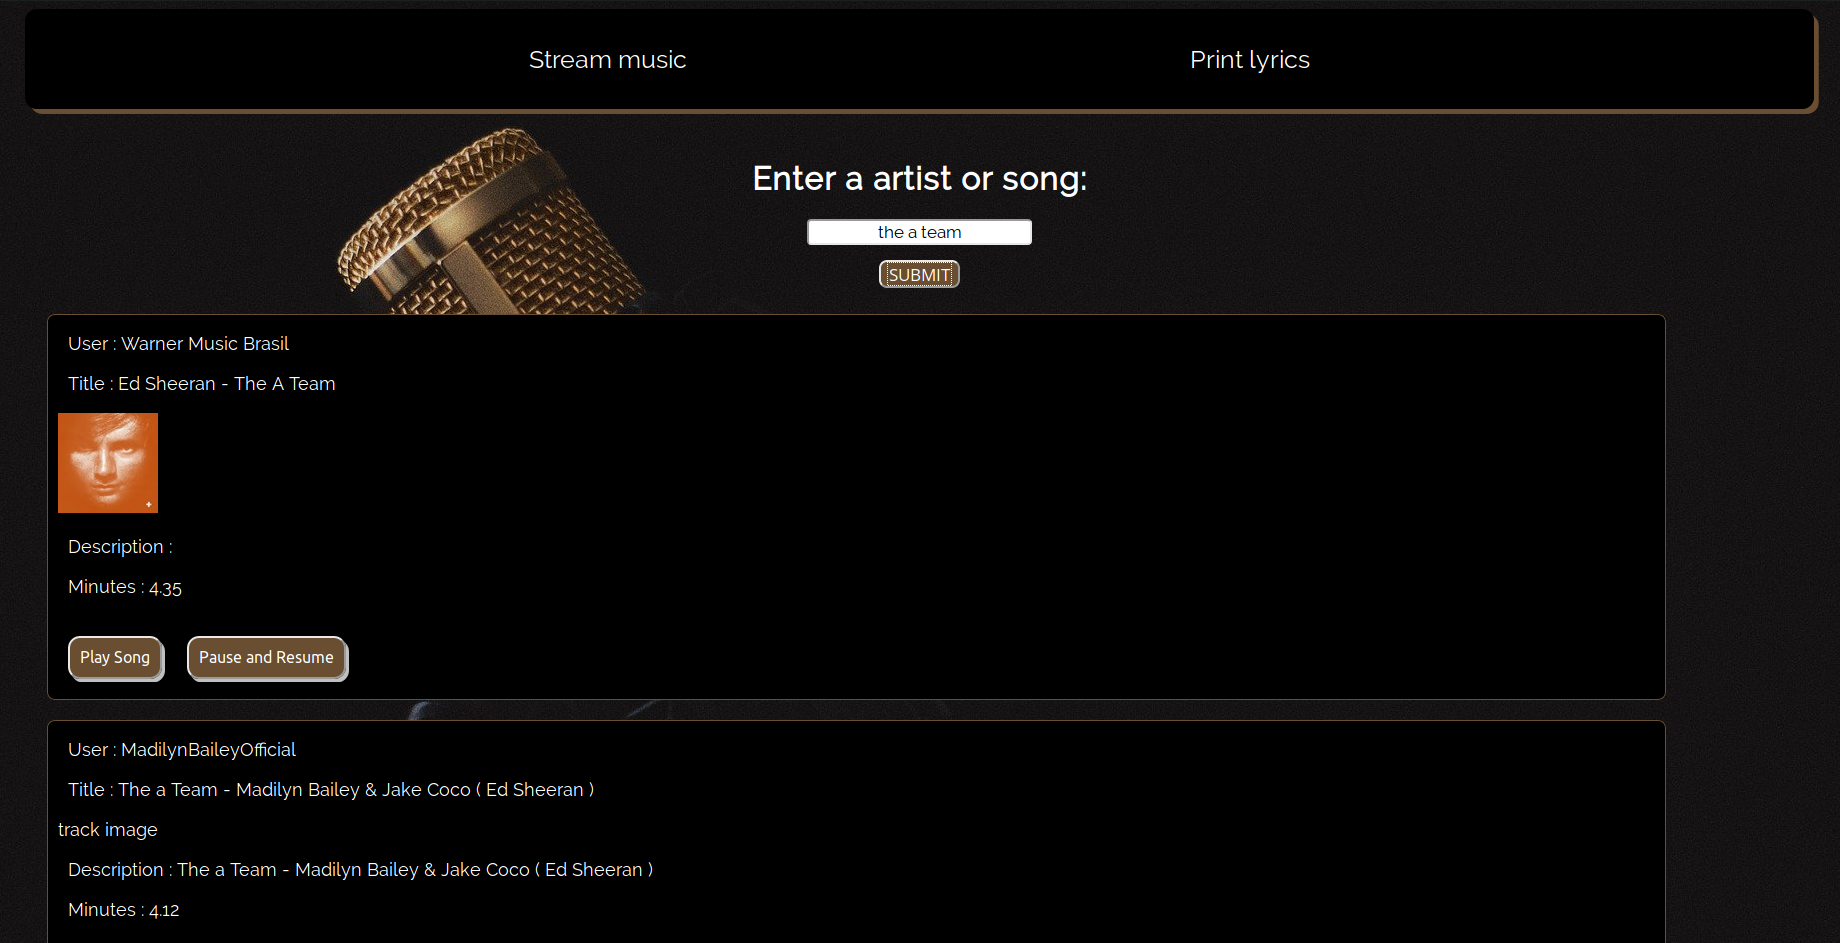 Stream music
Print lyrics
Enter a artist or song:
the a team
SUBMIT
User : Warner Music Brasil
Title : Ed Sheeran - The A Team
+
Description :
Minutes : 4.35
Play Song
Pause and Resume
User : MadilynBaileyOfficial
Title : The a Team - Madilyn Bailey & Jake Coco ( Ed Sheeran )
track image
Description : The a Team - Madilyn Bailey & Jake Coco ( Ed Sheeran )
Minutes : 4.12